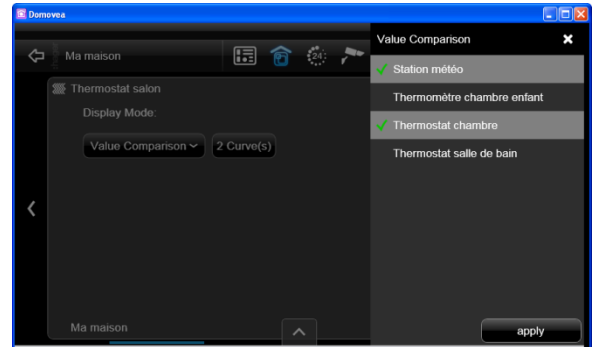 Domovea
Ma maison
24
Thermostat salon
Display Mode:
Value Comparison
2 Curve(s)
Ma maison
Value Comparison
Station météo
Thermomètre chambre enfant
Thermostat chambre
Thermostat salle de bain
apply